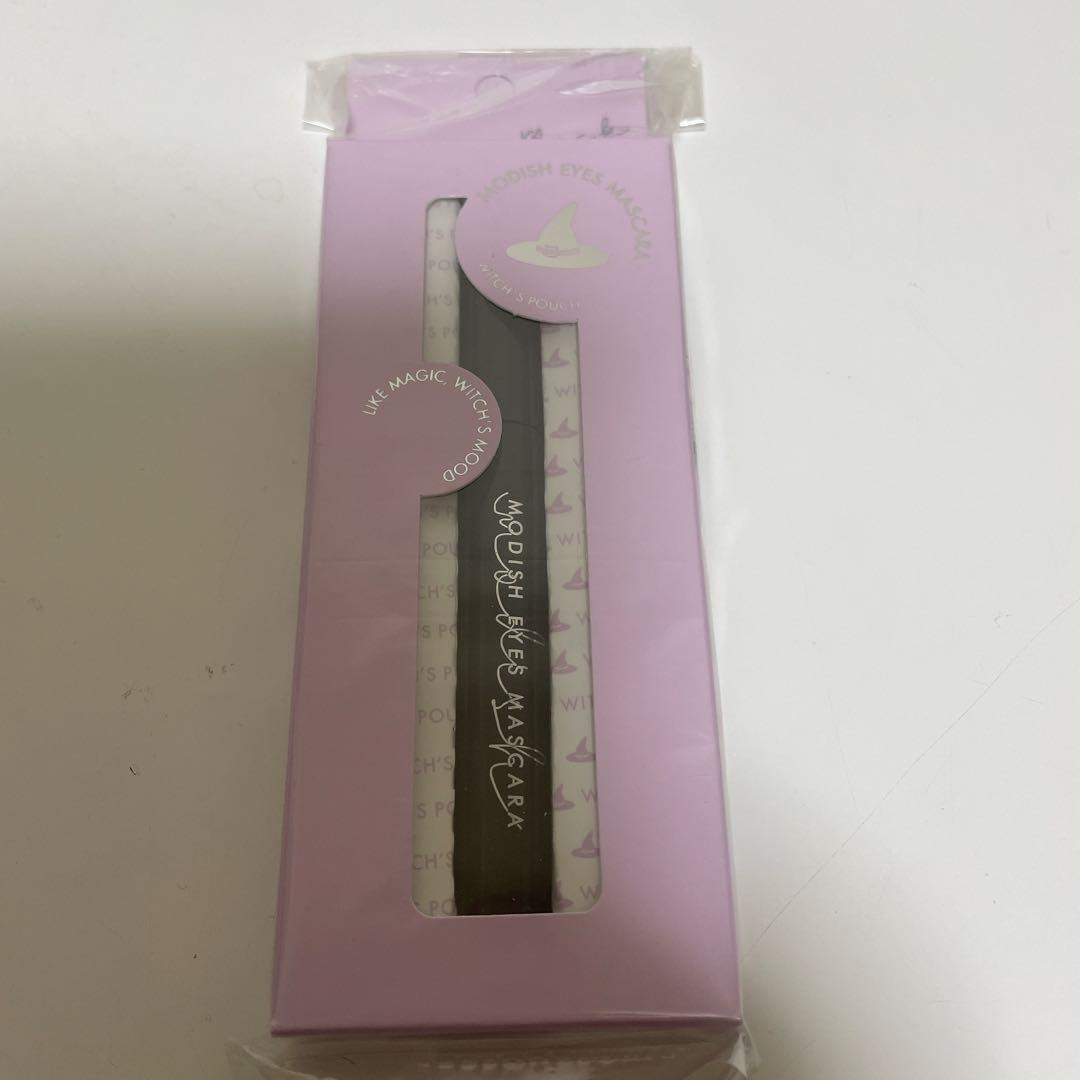 MODISH EYES MASCARA
WITCH'S POUCH
LIKE MAGIC, WITCH'S MOOD
MODISH EYES MASCARA